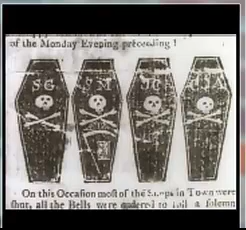 of the Monday Evening preceeding !
SG SM JC CA
On this Occasion most of the Shops in Town were
shut, all the Bells were ordered to toll a solemn